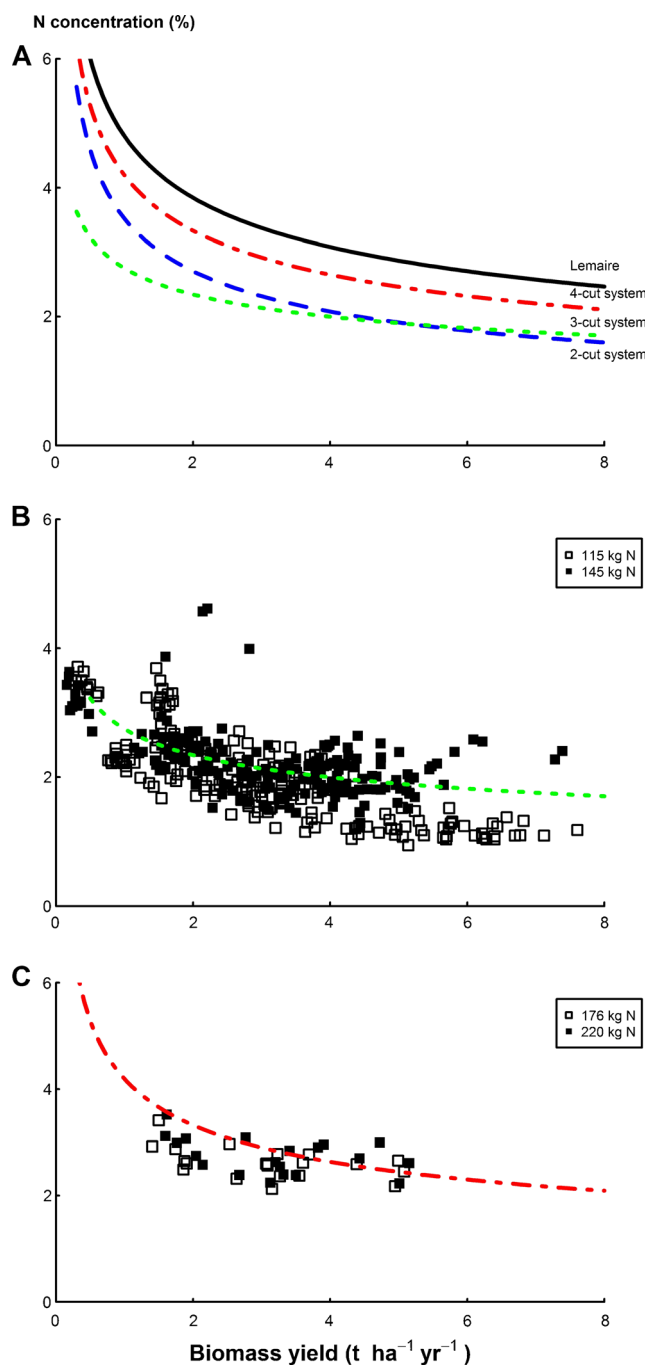 N concentration (%)
A
6
4
2
0
Lemaire
4-cut system
3-cut system
2-cut system
0 2 4 6 8
B
6
4
2
0
115 kg N
145 kg N
0 2 4 6 8
C
6
4
2
0
176 kg N
220 kg N
0 2 4 6 8
Biomass yield (t ha⁻¹ yr⁻¹)